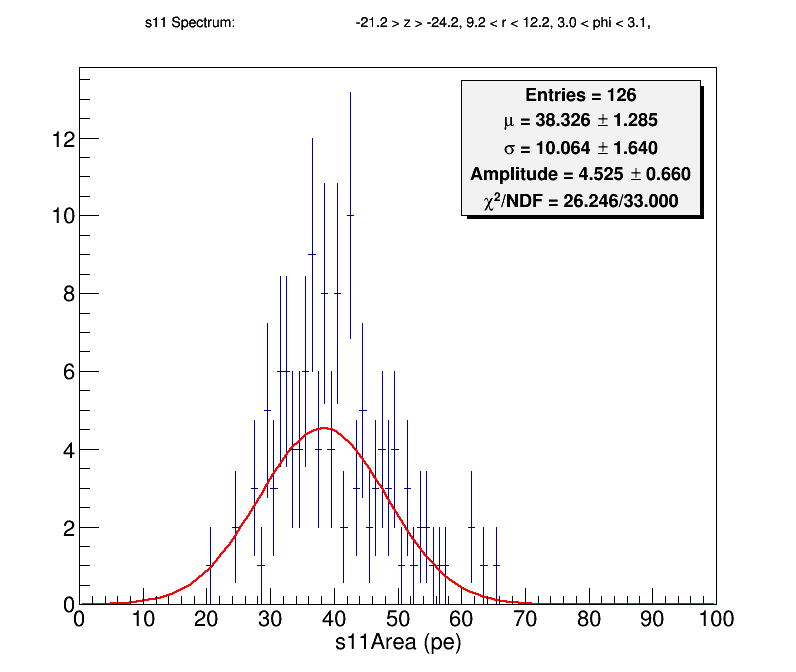 s11 Spectrum: -21.2 > z > -24.2, 9.2 < r < 12.2, 3.0 < phi < 3.1,
Entries = 126
μ = 38.326 ± 1.285
σ = 10.064 ± 1.640
Amplitude = 4.525 ± 0.660
χ²/NDF = 26.246/33.000
12
10
8
6
4
2
0
0 10 20 30 40 50 60 70 80 90 100
s11Area (pe)